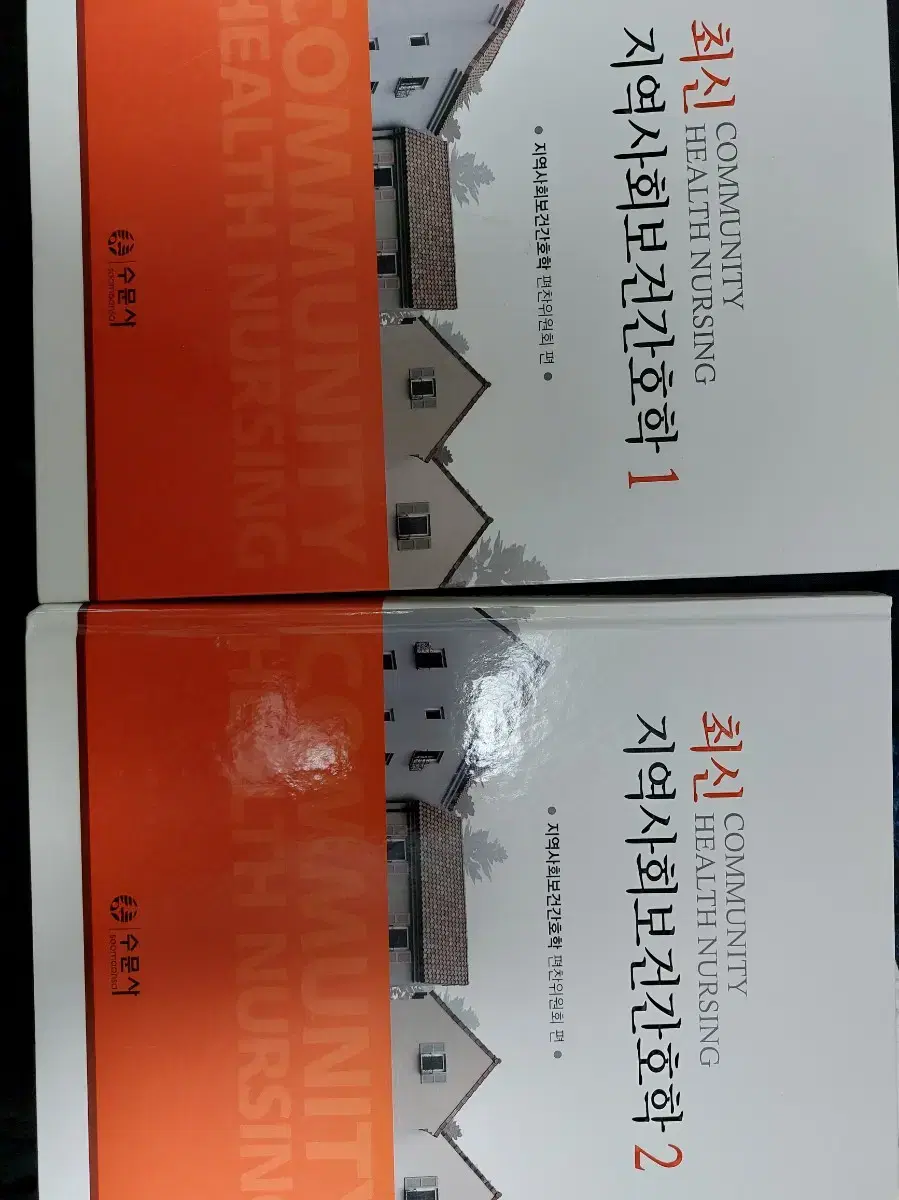 최신 COMMUNITY
HEALTH NURSING
지역사회보건간호학 1
● 지역사회보건간호학 편찬위원회 편 ●
COMMUNITY
HEALTH NURSING
수문사
soomoonsa
최신 COMMUNITY
HEALTH NURSING
지역사회보건간호학 2
● 지역사회보건간호학 편찬위원회 편 ●
COMMUNIT
HEALTH NURSING
수문사
soomoonsa